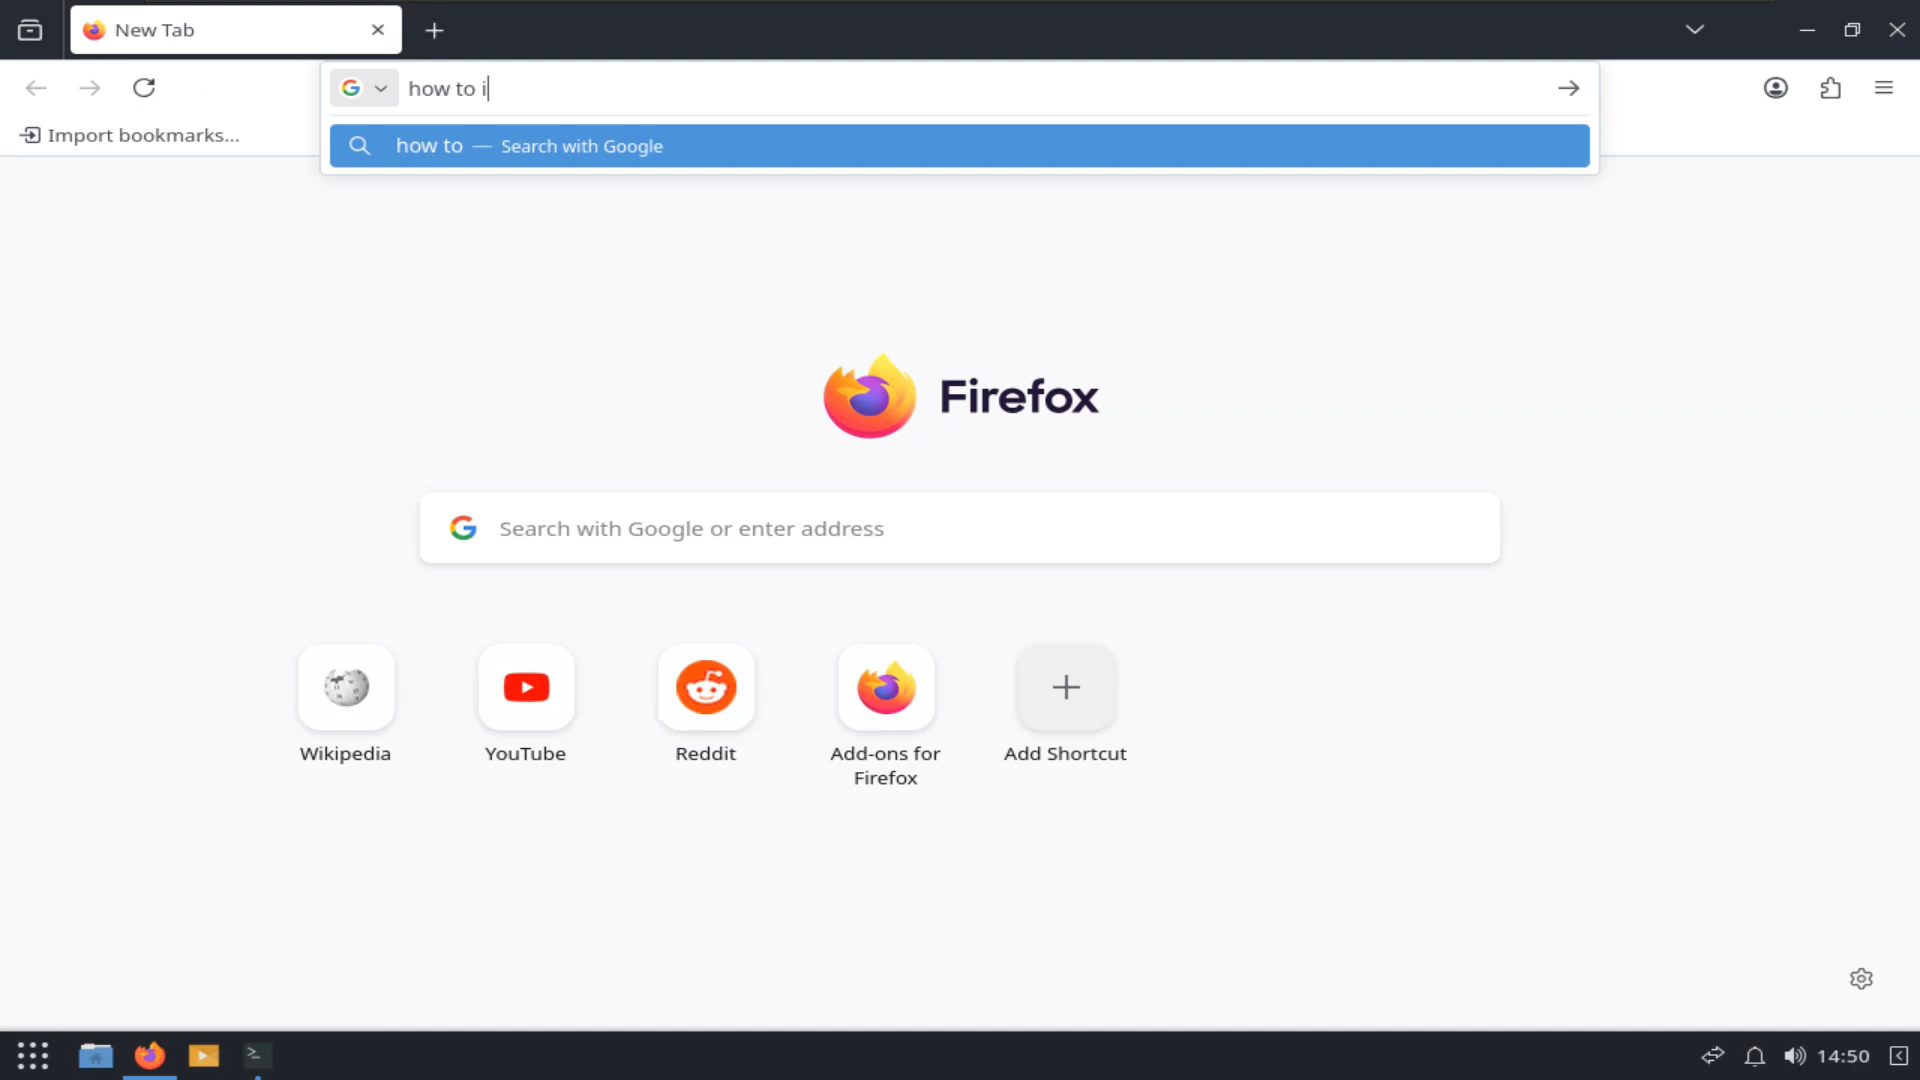 New Tab
how to i
Import bookmarks...
how to — Search with Google
Firefox
Search with Google or enter address
Wikipedia
YouTube
Reddit
Add-ons for
Firefox
Add Shortcut
14:50